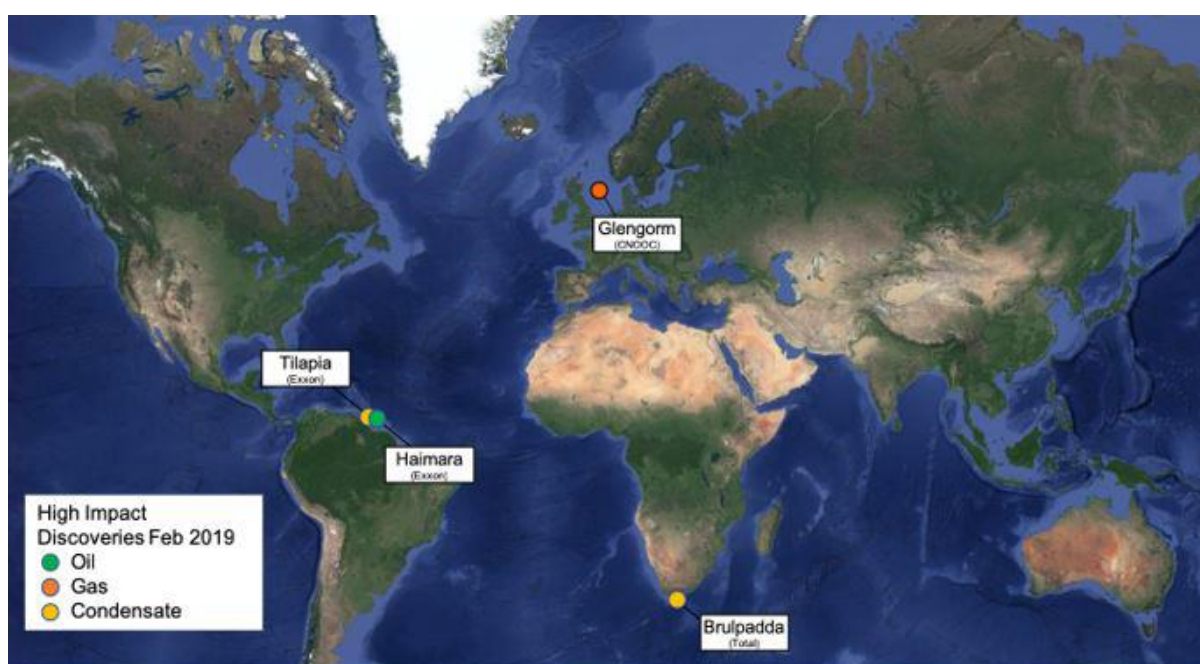 Glengorm
(CNOOC)
Tilapia
(Exxon)
Haimara
(Exxon)
High Impact
Discoveries Feb 2019
Oil
Gas
Condensate
Brulpadda
(Total)